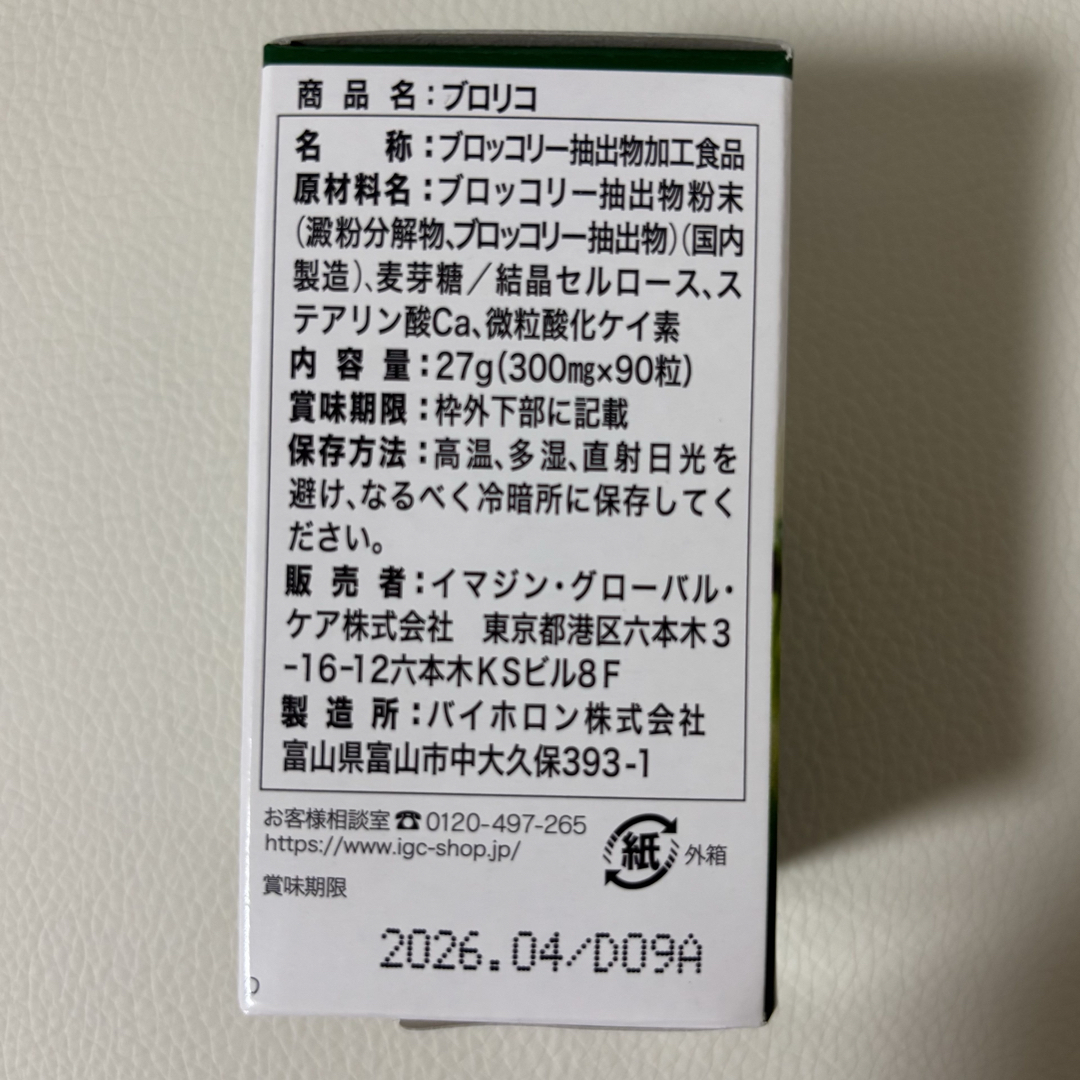 商品名：ブロリコ
名称：ブロッコリー抽出物加工食品
原材料名：ブロッコリー抽出物粉末
（澱粉分解物、ブロッコリー抽出物）（国内
製造）、麦芽糖／結晶セルロース、ス
テアリン酸Ca、微粒酸化ケイ素
内容量：27g（300㎎×90粒）
賞味期限：枠外下部に記載
保存方法：高温、多湿、直射日光を
避け、なるべく冷暗所に保存してく
ださい。
販売者：イマジン・グローバル・
ケア株式会社　東京都港区六本木3
-16-12六本木KSビル8F
製造所：バイホロン株式会社
富山県富山市中大久保393-1
お客様相談室☎0120-497-265
https://www.igc-shop.jp/
紙 外箱
賞味期限
2026.04/D09A